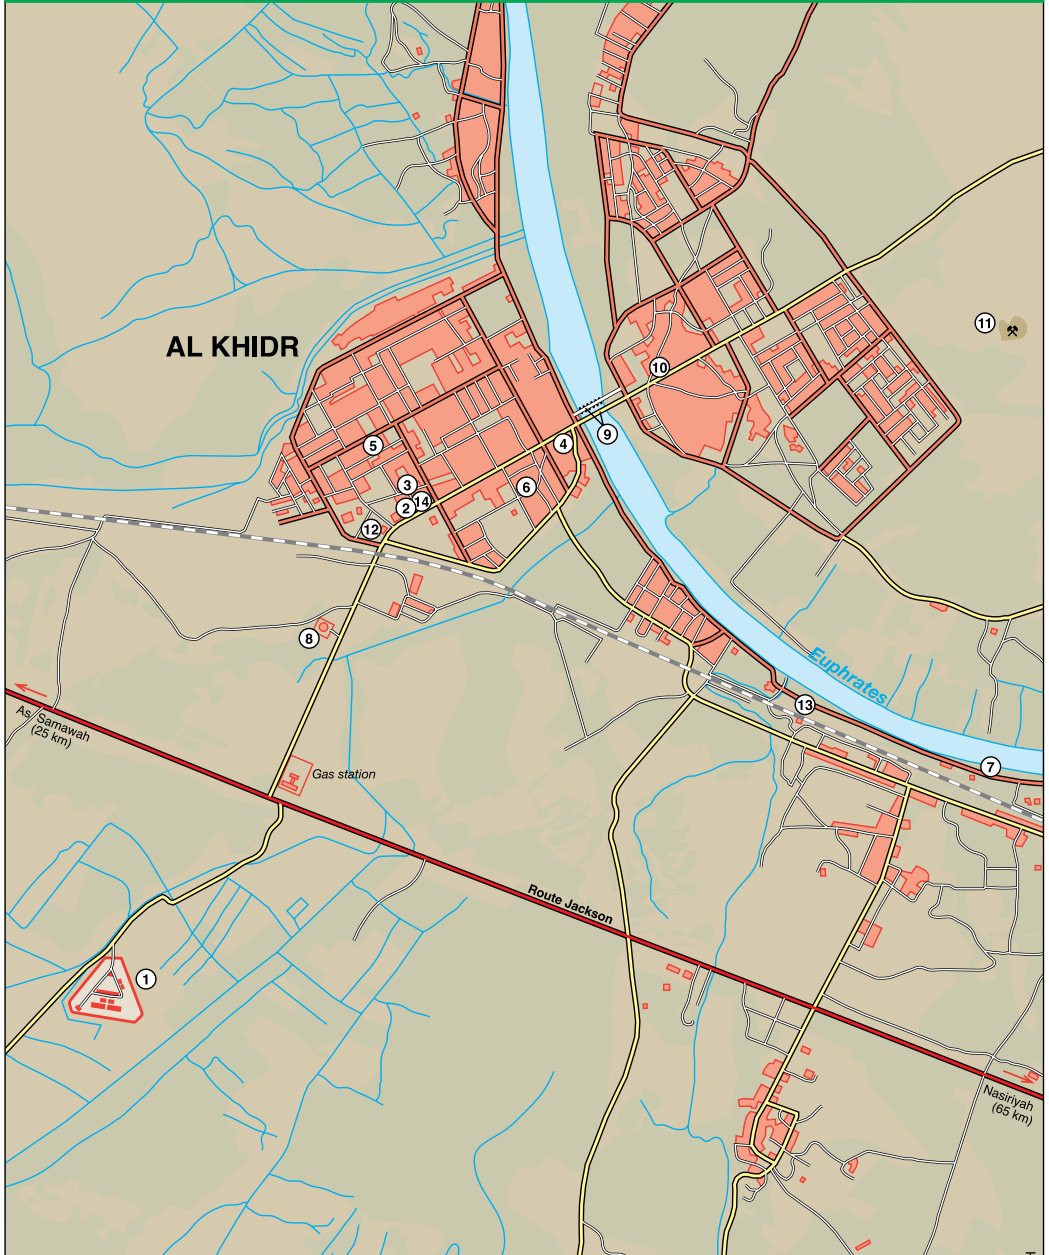 11
AL KHIDR
10
9
5
4
3
6
14
2
12
8
Euphrates
13
As Samawah
(25 km)
7
Gas station
Route Jackson
1
Nasiriyah
(65 km)